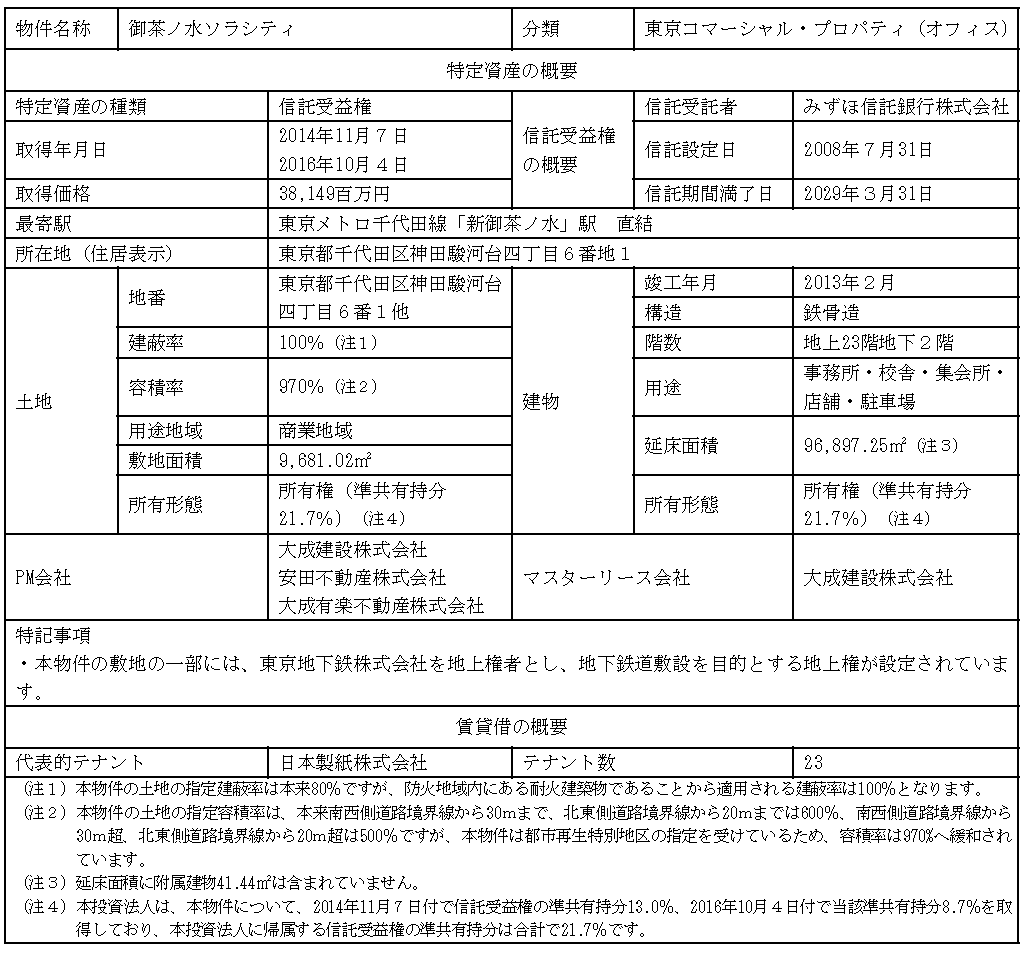 物件名称 御茶ノ水ソラシティ 分類 東京コマーシャル・プロパティ（オフィス）
特定資産の概要
特定資産の種類 信託受益権 信託受益権の概要 信託受託者 みずほ信託銀行株式会社
取得年月日 2014年11月７日 信託設定日 2008年７月31日
2016年10月４日
取得価格 38,149百万円 信託期間満了日 2029年３月31日
最寄駅 東京メトロ千代田線「新御茶ノ水」駅　直結
所在地（住居表示） 東京都千代田区神田駿河台四丁目６番地１
土地 地番 東京都千代田区神田駿河台
四丁目６番１他
建蔽率 100%（注１）
容積率 970%（注２）
用途地域 商業地域
敷地面積 9,681.02㎡
所有形態 所有権（準共有持分
21.7%）（注４）
建物 竣工年月 2013年２月
構造 鉄骨造
階数 地上23階地下２階
用途 事務所・校舎・集会所・
店舗・駐車場
延床面積 96,897.25㎡（注３）
所有形態 所有権（準共有持分
21.7%）（注４）
PM会社 大成建設株式会社
安田不動産株式会社
大成有楽不動産株式会社
マスターリース会社 大成建設株式会社
特記事項
・本物件の敷地の一部には、東京地下鉄株式会社を地上権者とし、地下鉄道敷設を目的とする地上権が設定されていま
す。
賃貸借の概要
代表的テナント 日本製紙株式会社 テナント数 23
（注１）本物件の土地の指定建蔽率は本来80%ですが、防火地域内にある耐火建築物であることから適用される建蔽率は100%となります。
（注２）本物件の土地の指定容積率は、本来南西側道路境界線から30ｍまで、北東側道路境界線から20ｍまでは600%、南西側道路境界線から
30ｍ超、北東側道路境界線から20ｍ超は500%ですが、本物件は都市再生特別地区の指定を受けているため、容積率は970%へ緩和され
ています。
（注３）延床面積に附属建物41.44㎡は含まれていません。
（注４）本投資法人は、本物件について、2014年11月７日付で信託受益権の準共有持分13.0%、2016年10月４日付で当該準共有持分8.7%を取
得しており、本投資法人に帰属する信託受益権の準共有持分は合計で21.7%です。